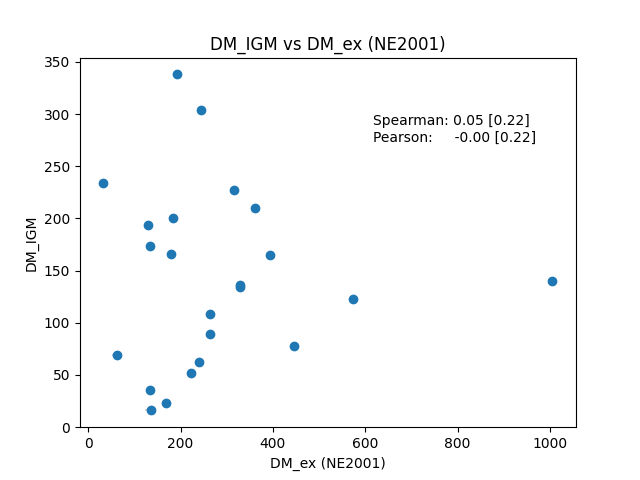 DM_IGM vs DM_ex (NE2001)
350
300
250
200
150
100
50
0
DM_IGM
Spearman: 0.05 [0.22]
Pearson: -0.00 [0.22]
0 200 400 600 800 1000
DM_ex (NE2001)